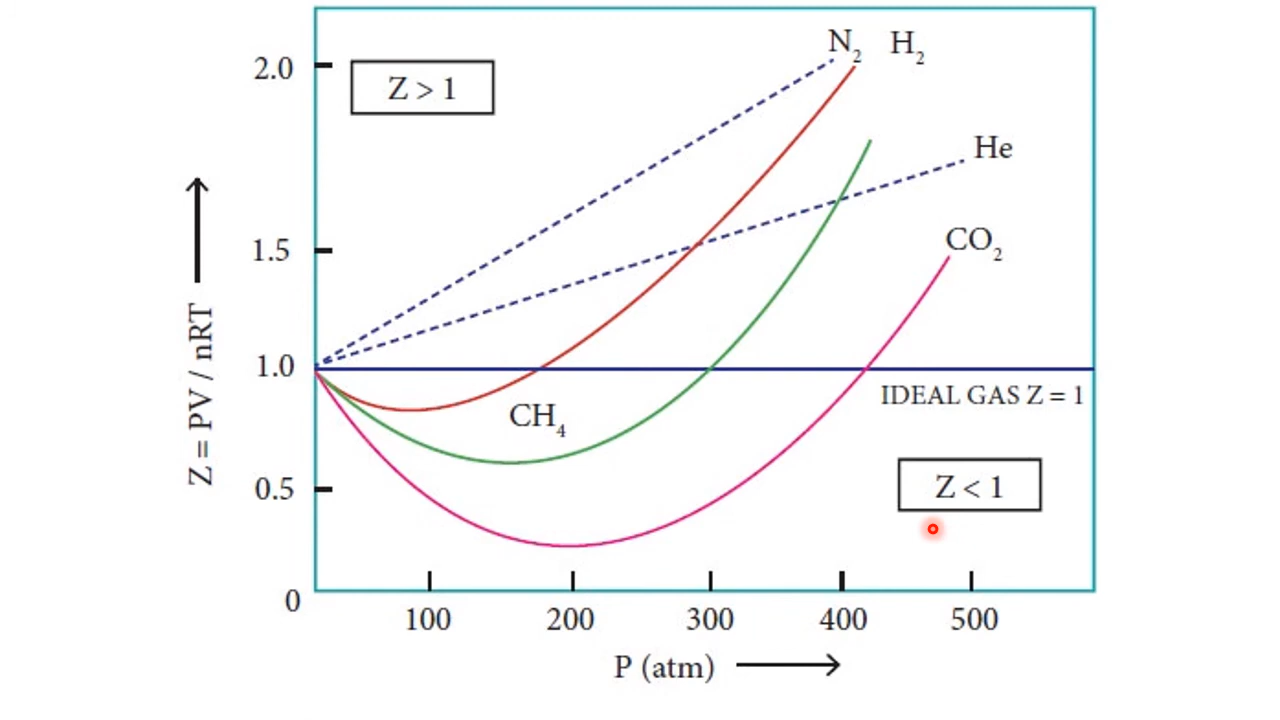 N₂ H₂
2.0
Z > 1
He
CO₂
1.5
1.0
IDEAL GAS Z = 1
CH₄
Z = PV / nRT
0.5
Z < 1
0
100 200 300 400 500
P (atm)